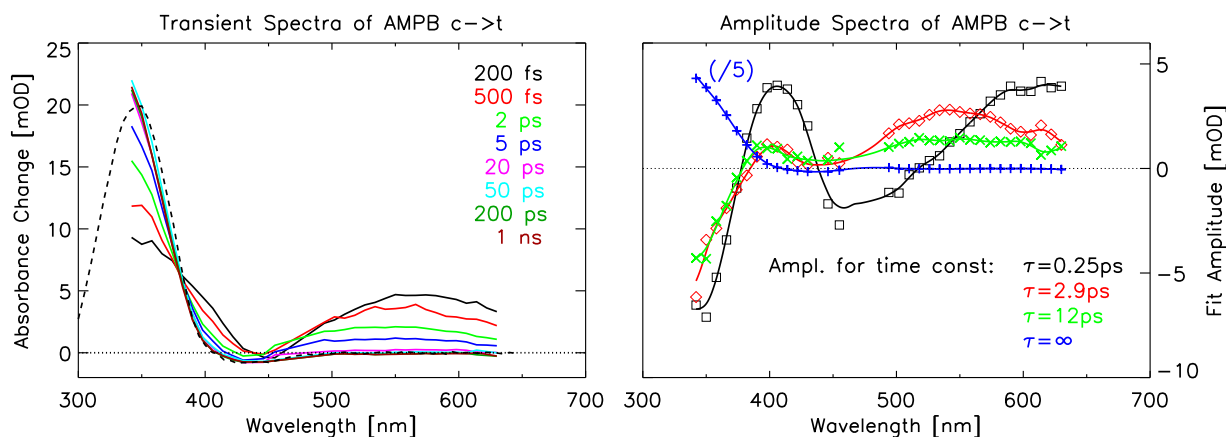 Transient Spectra of AMPB c->t
Absorbance Change [mOD]
25
20
15
10
5
0
200 fs
500 fs
2 ps
5 ps
20 ps
50 ps
200 ps
1 ns
300 400 500 600 700
Wavelength [nm]
Amplitude Spectra of AMPB c->t
(/5)
Ampl. for time const:
τ=0.25ps
τ=2.9ps
τ=12ps
τ=∞
5
0
-5
-10
Fit Amplitude [mOD]
300 400 500 600 700
Wavelength [nm]